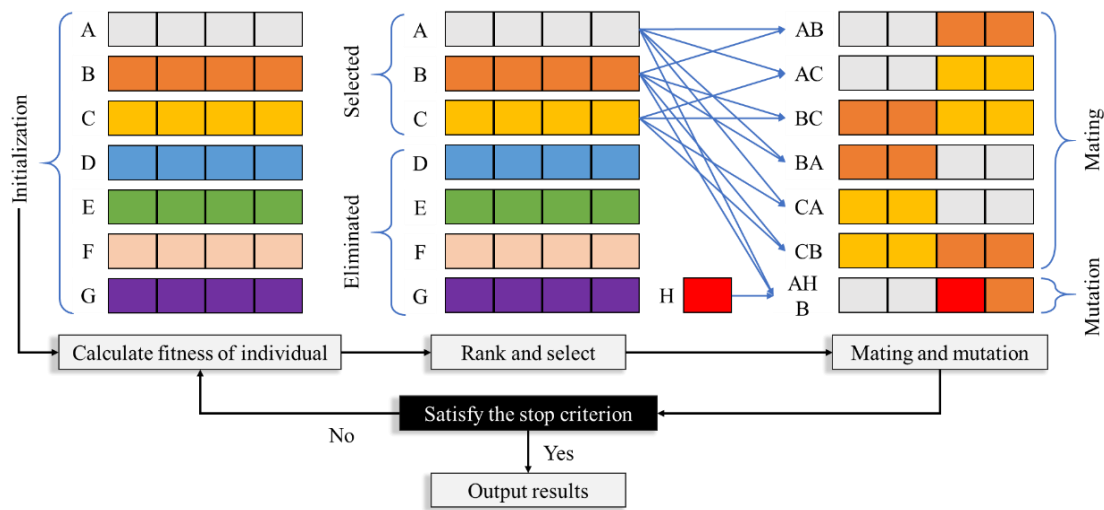 Initialization
A
B
C
D
E
F
G
Selected
Eliminated
A
B
C
D
E
F
G
H
AB
AC
BC
BA
CA
CB
AH
B
Mating
Mutation
Calculate fitness of individual
Rank and select
Mating and mutation
Satisfy the stop criterion
No
Yes
Output results